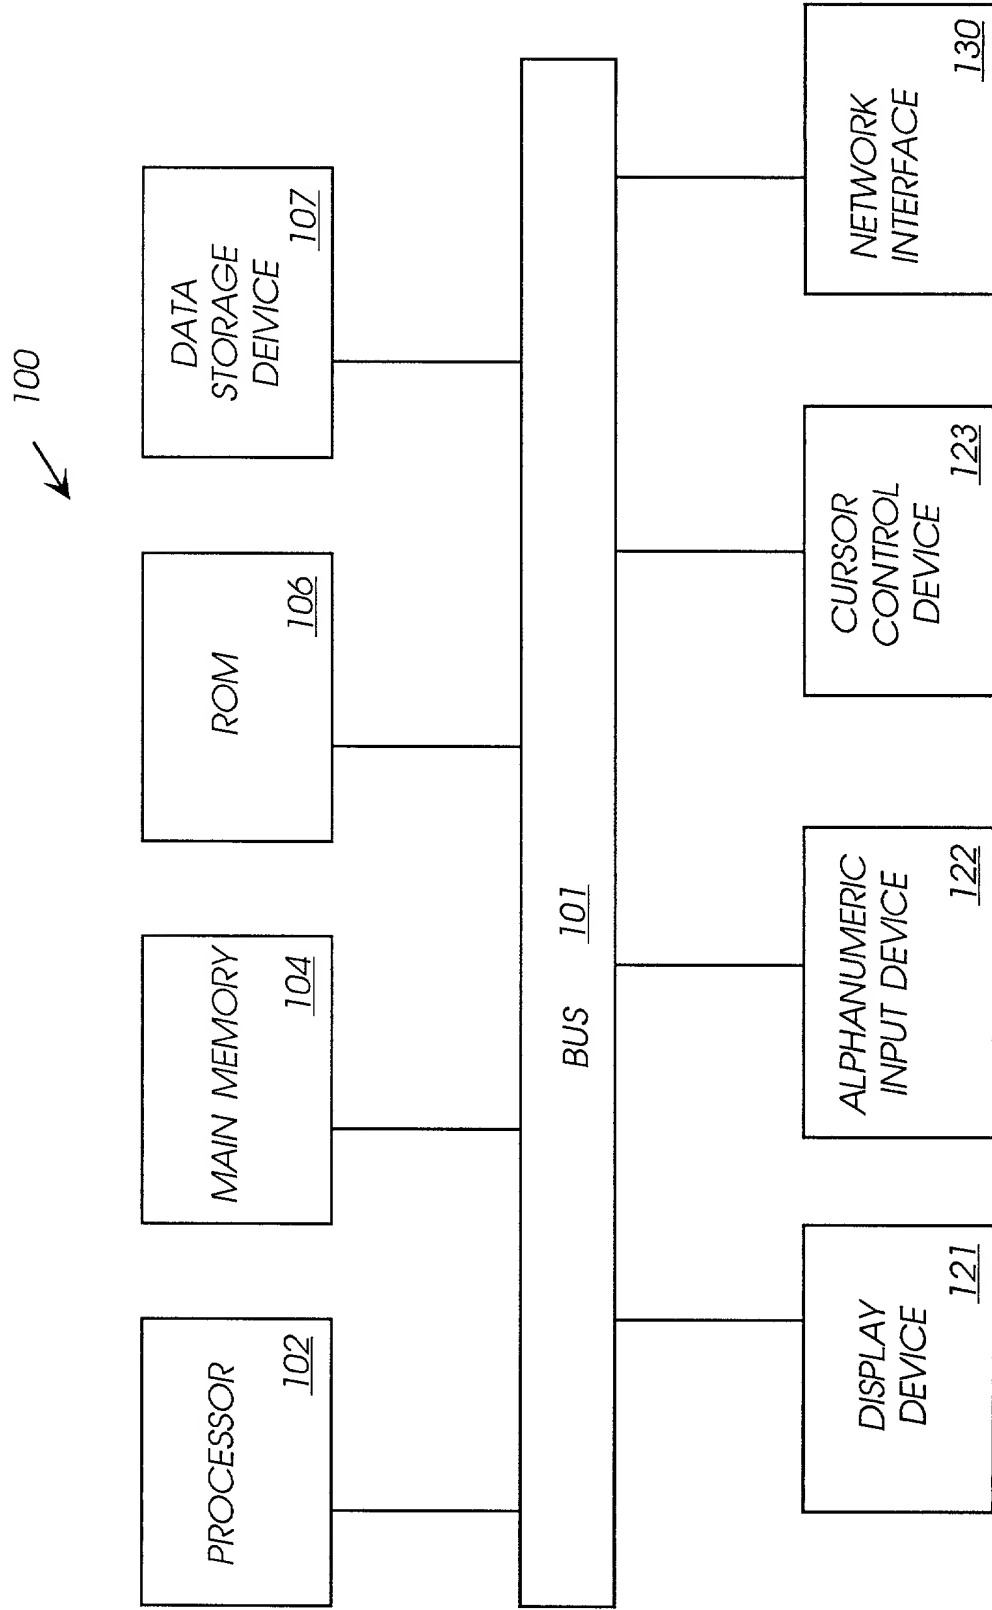 100
PROCESSOR
102
MAIN MEMORY
104
ROM
106
DATA
STORAGE
DEIVICE
107
BUS 101
DISPLAY
DEVICE
121
ALPHANUMERIC
INPUT DEVICE
122
CURSOR
CONTROL
DEVICE
123
NETWORK
INTERFACE
130